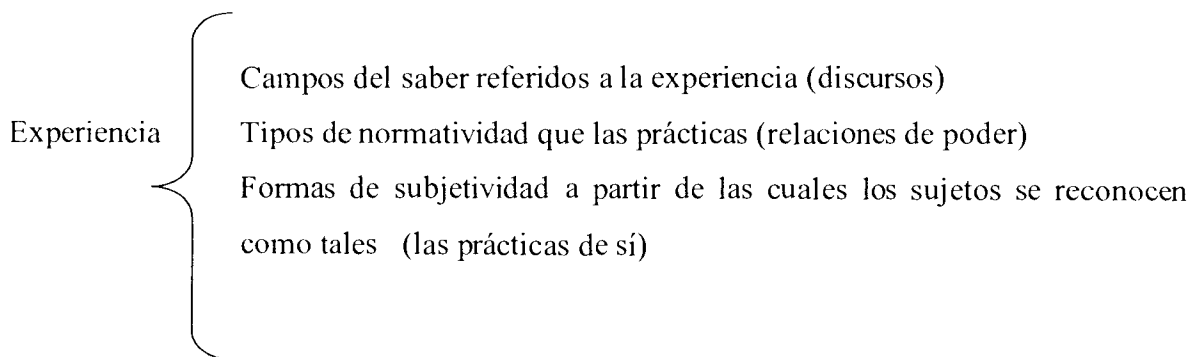 Campos del saber referidos a la experiencia (discursos)
Experiencia Tipos de normatividad que las prácticas (relaciones de poder)
Formas de subjetividad a partir de las cuales los sujetos se reconocen
como tales (las prácticas de sí)